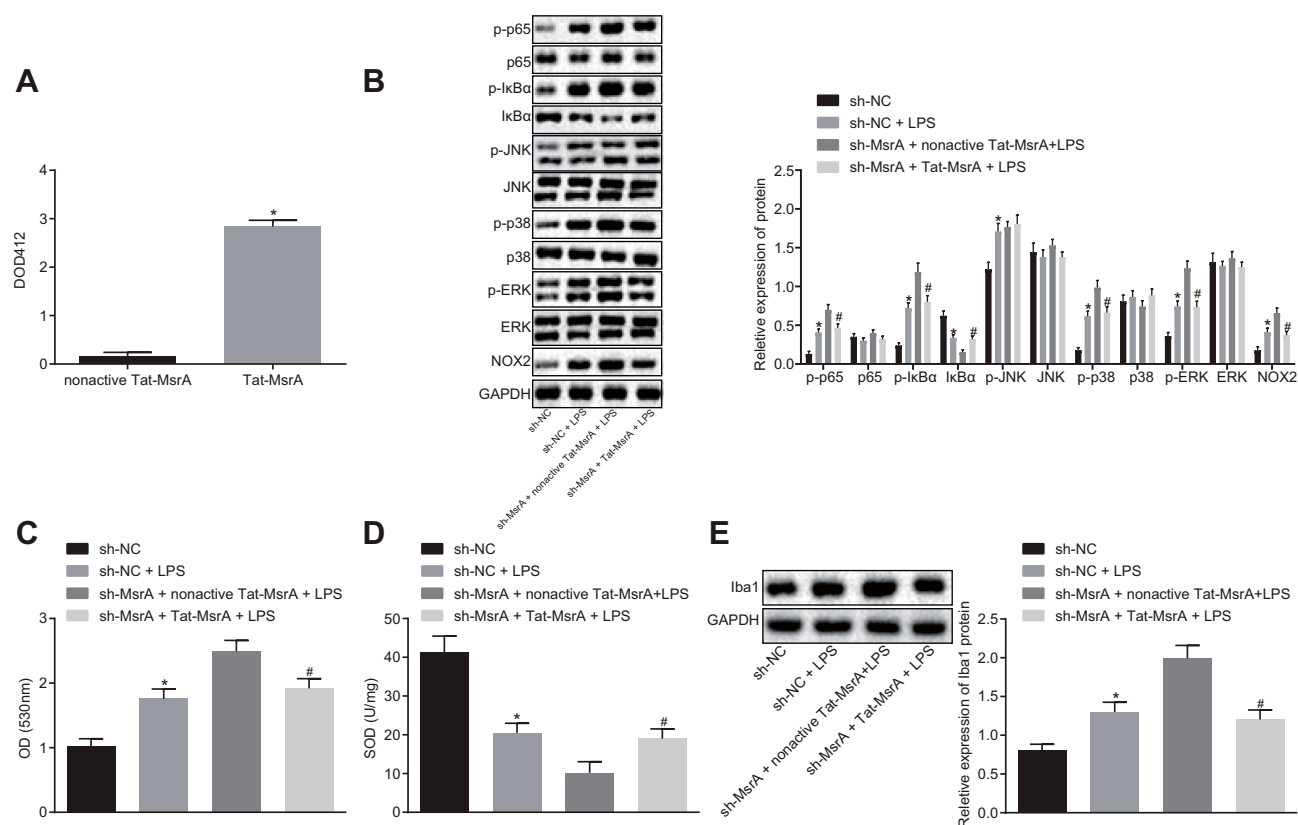 A
DOD412
4
3
2
1
0
*
nonactive Tat-MsrA
Tat-MsrA
B
p-p65
p65
p-IκBα
IκBα
p-JNK
JNK
p-p38
p38
p-ERK
ERK
NOX2
GAPDH
sh-NC
sh-NC + LPS
sh-MsrA + nonactive Tat-MsrA + LPS
sh-MsrA + Tat-MsrA + LPS
sh-NC
sh-NC + LPS
sh-MsrA + nonactive Tat-MsrA+LPS
sh-MsrA + Tat-MsrA + LPS
Reletive expression of protein
2.5
2.0
1.5
1.0
0.5
0.0
* # * # * # * * # * # * #
p-p65 p65 p-IκBα IκBα p-JNK JNK p-p38 p38 p-ERK ERK NOX2
C
sh-NC
sh-NC + LPS
sh-MsrA + nonactive Tat-MsrA + LPS
sh-MsrA + Tat-MsrA + LPS
OD (530nm)
3
2
1
0
* #
D
sh-NC
sh-NC + LPS
sh-MsrA + nonactive Tat-MsrA+LPS
sh-MsrA + Tat-MsrA + LPS
SOD (U/mg)
50
40
30
20
10
0
* #
E
Iba1
GAPDH
sh-NC
sh-NC + LPS
sh-MsrA + nonactive Tat-MsrA+LPS
sh-MsrA + Tat-MsrA + LPS
sh-NC
sh-NC + LPS
sh-MsrA + nonactive Tat-MsrA+LPS
sh-MsrA + Tat-MsrA + LPS
Reletive expression of Iba1 protein
2.5
2.0
1.5
1.0
0.5
0.0
* #